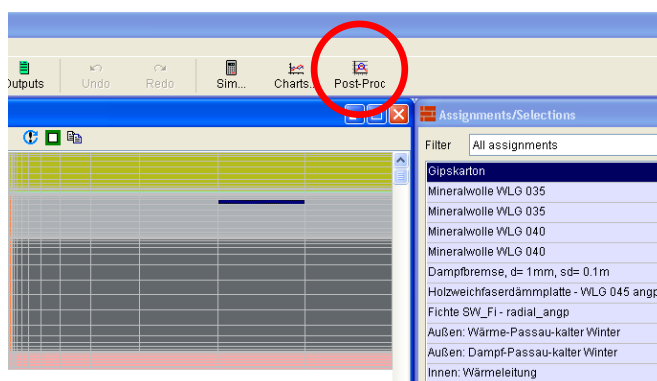 Outputs Undo Redo Sim... Charts... Post-Proc
Assignments/Selections
Filter All assignments
Gipskarton
Mineralwolle WLG 035
Mineralwolle WLG 035
Mineralwolle WLG 040
Mineralwolle WLG 040
Dampfbremse, d= 1mm, sd= 0.1m
Holzweichfaserdämmplatte - WLG 045 angp
Fichte SW_Fi - radial_angp
Außen: Wärme-Passau-kalter Winter
Außen: Dampf-Passau-kalter Winter
Innen: Wärmeleitung